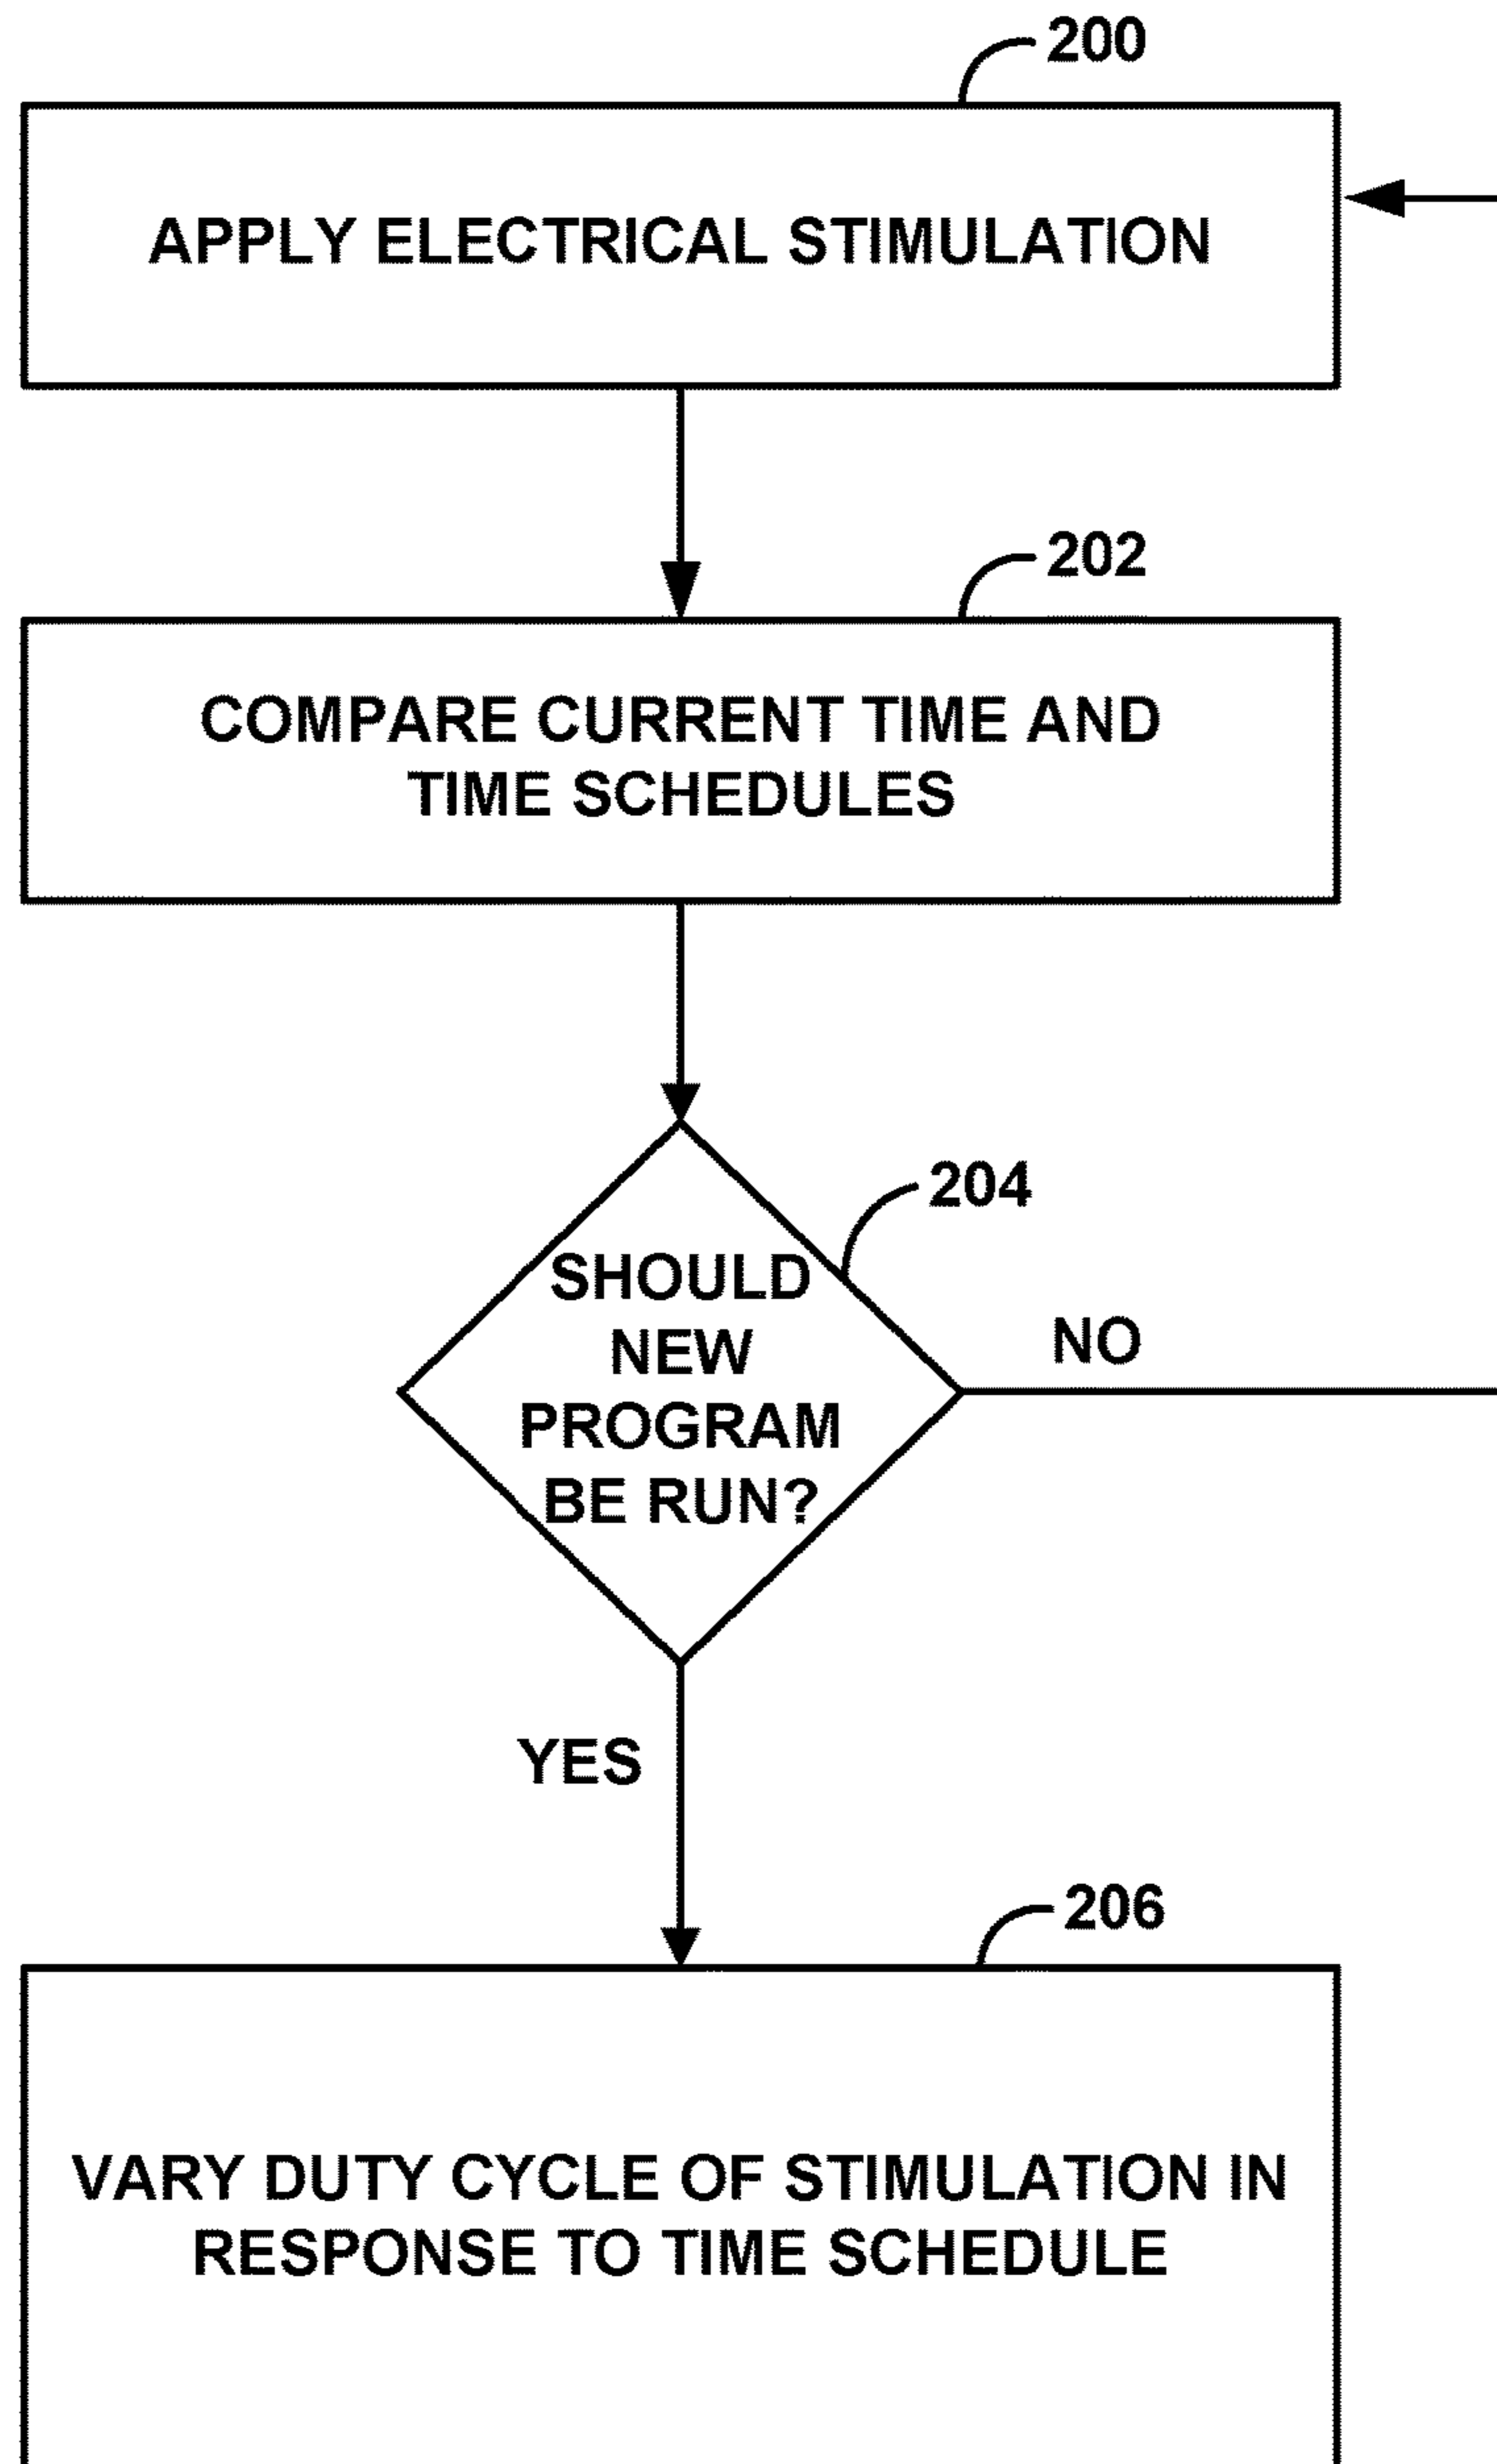 200
APPLY ELECTRICAL STIMULATION
202
COMPARE CURRENT TIME AND
TIME SCHEDULES
204
SHOULD
NEW
PROGRAM
BE RUN?
NO
YES
206
VARY DUTY CYCLE OF STIMULATION IN
RESPONSE TO TIME SCHEDULE